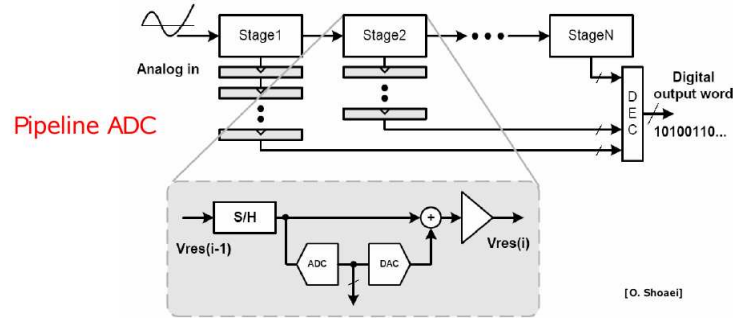 Stage1
Stage2
StageN
Analog in
D
E
C
Digital
output word
10100110...
Pipeline ADC
S/H
+
Vres(i-1)
Vres(i)
ADC
DAC
[O. Shoaei]